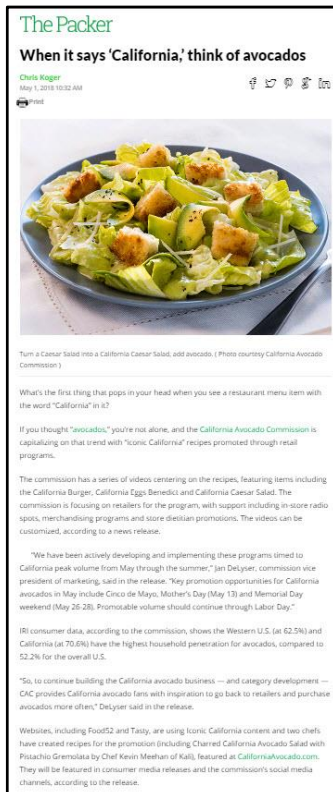 The Packer
When it says ‘California,’ think of avocados
Chris Koger
May 1, 2018 10:32 AM
Print
Turn a Caesar Salad into a California Caesar Salad, add avocado. ( Photo courtesy California Avocado
Commission )
What's the first thing that pops in your head when you see a restaurant menu item with
the word "California" in it?
If you thought "avocados," you're not alone, and the California Avocado Commission is
capitalizing on that trend with "iconic California" recipes promoted through retail
programs.
The commission has a series of videos centering on the recipes, featuring items including
the California Burger, California Eggs Benedict and California Caesar Salad. The
commission is focusing on retailers for the program, with support including in-store radio
spots, merchandising programs and store dietitian promotions. The videos can be
customized, according to a news release.
"We have been actively developing and implementing these programs timed to
California peak volume from May through the summer," Jan DeLyser, commission vice
president of marketing, said in the release. "Key promotion opportunities for California
avocados in May include Cinco de Mayo, Mother's Day (May 13) and Memorial Day
weekend (May 26-28). Promotable volume should continue through Labor Day."
IRI consumer data, according to the commission, shows the Western U.S. (at 62.5%) and
California (at 70.6%) have the highest household penetration for avocados, compared to
52.2% for the overall U.S.
"So, to continue building the California avocado business — and category development —
CAC provides California avocado fans with inspiration to go back to retailers and purchase
avocados more often," DeLyser said in the release.
Websites, including Food52 and Tasty, are using Iconic California content and two chefs
have created recipes for the promotion (including Charred California Avocado Salad with
Pistachio Gremolata by Chef Kevin Meehan of Kali), featured at CaliforniaAvocado.com.
They will be featured in consumer media releases and the commission's social media
channels, according to the release.